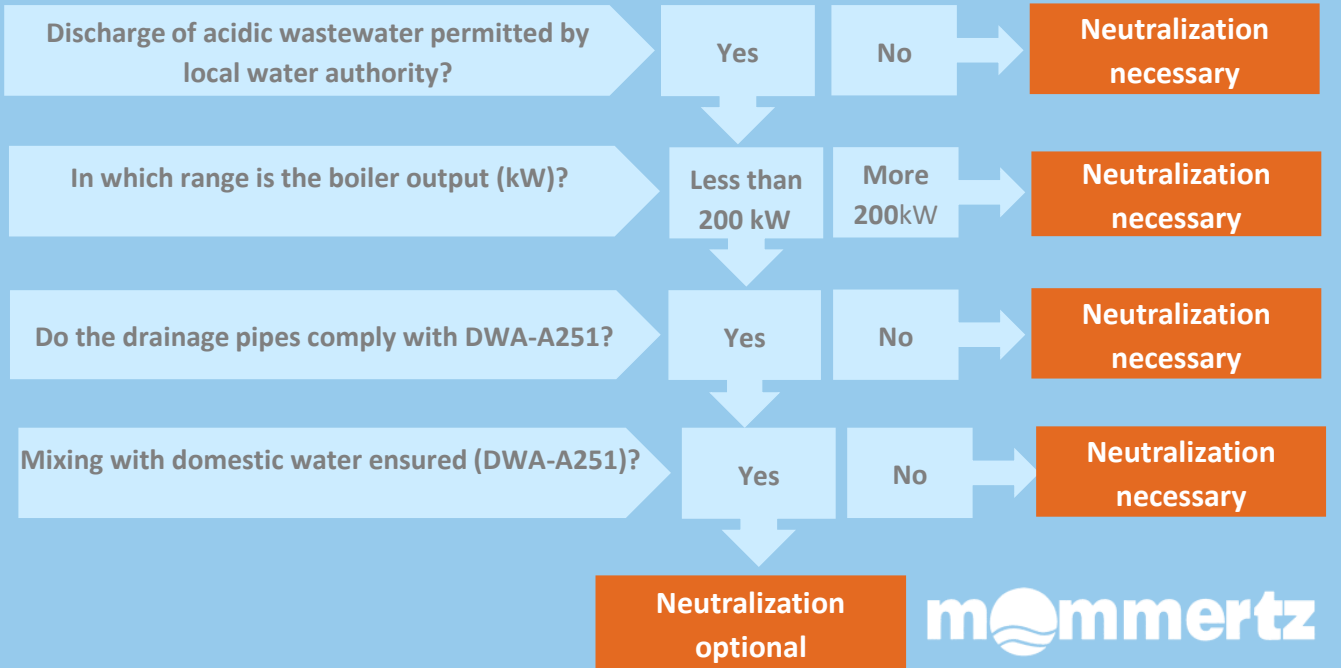 Discharge of acidic wastewater permitted by
local water authority?
Yes
No
Neutralization
necessary
In which range is the boiler output (kW)?
Less than
200 kW
More
200kW
Neutralization
necessary
Do the drainage pipes comply with DWA-A251?
Yes
No
Neutralization
necessary
Mixing with domestic water ensured (DWA-A251)?
Yes
No
Neutralization
necessary
Neutralization
optional
mommertz